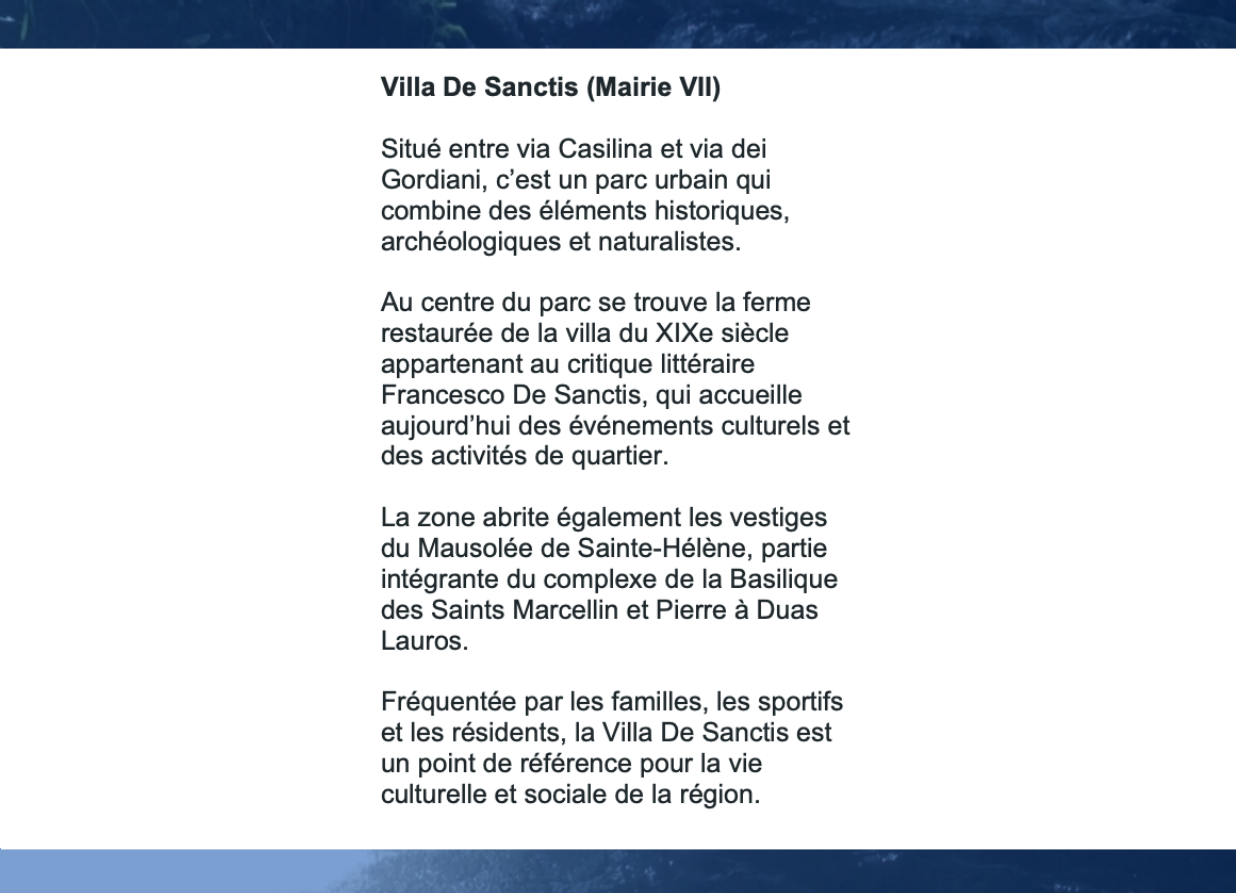 Villa De Sanctis (Mairie VII)
Situé entre via Casilina et via dei
Gordiani, c’est un parc urbain qui
combine des éléments historiques,
archéologiques et naturalistes.
Au centre du parc se trouve la ferme
restaurée de la villa du XIXe siècle
appartenant au critique littéraire
Francesco De Sanctis, qui accueille
aujourd’hui des événements culturels et
des activités de quartier.
La zone abrite également les vestiges
du Mausolée de Sainte-Hélène, partie
intégrante du complexe de la Basilique
des Saints Marcellin et Pierre à Duas
Lauros.
Fréquentée par les familles, les sportifs
et les résidents, la Villa De Sanctis est
un point de référence pour la vie
culturelle et sociale de la région.